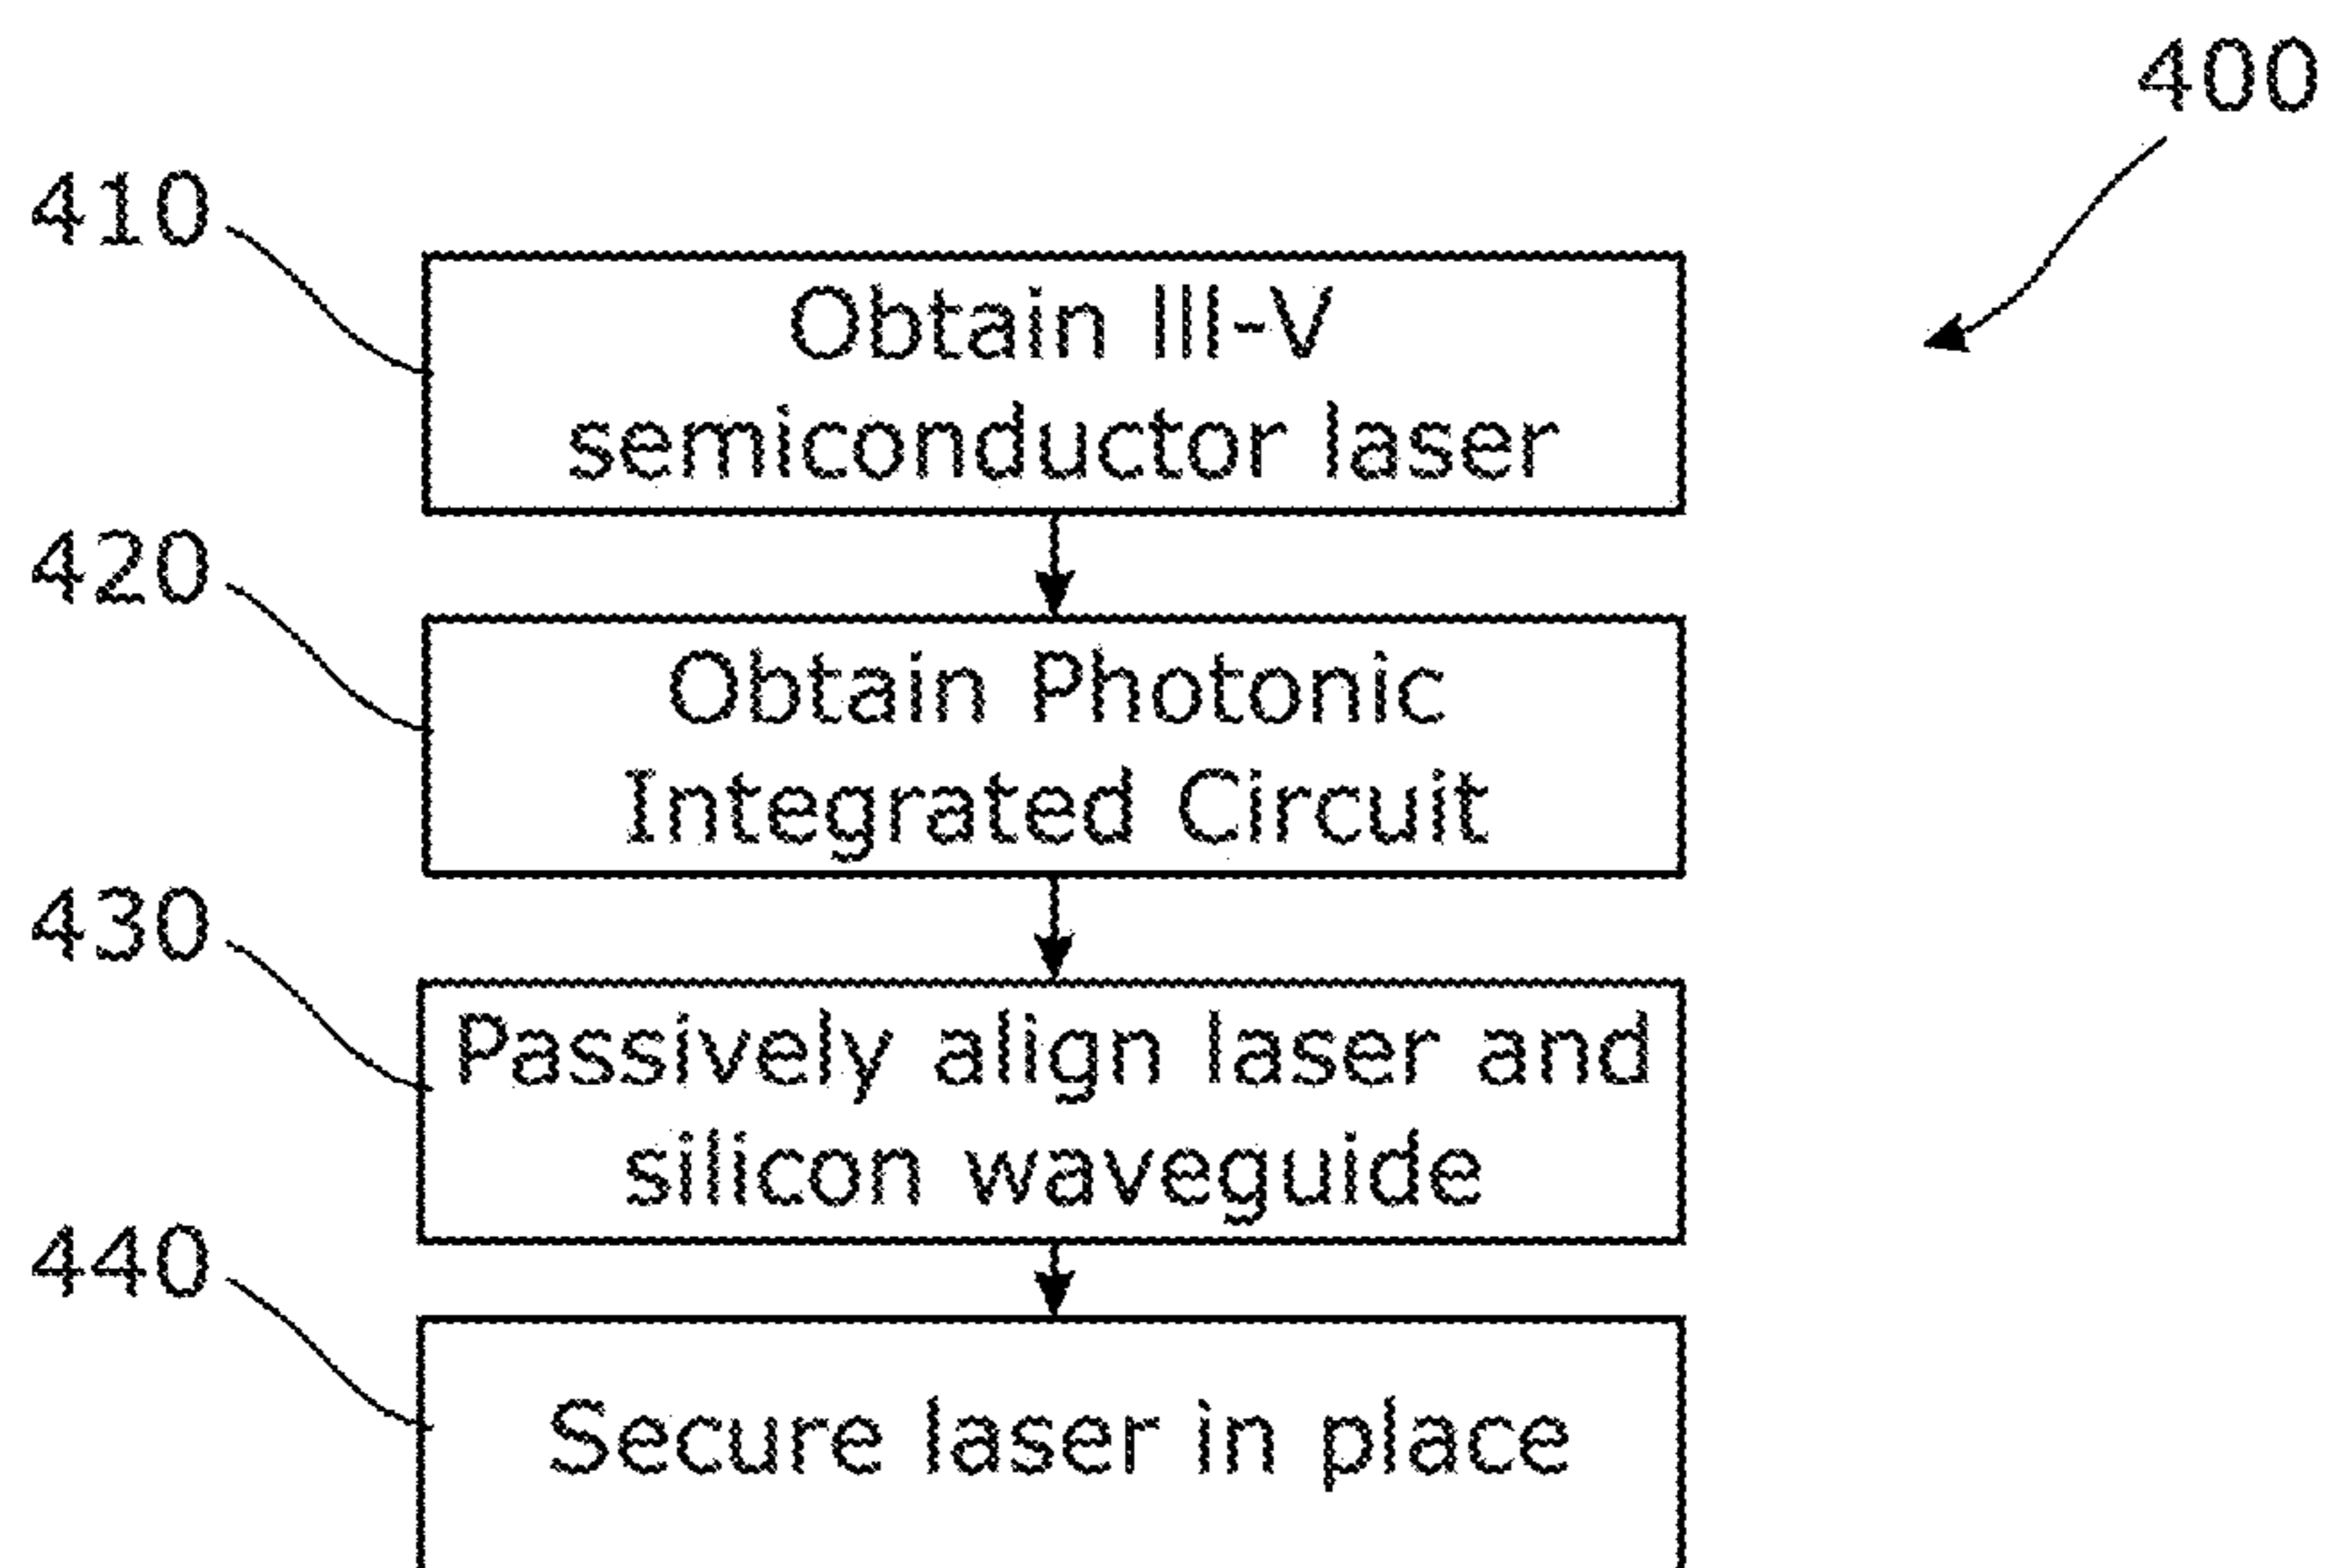 400
410
Obtain III-V
semiconductor laser
420
Obtain Photonic
Integrated Circuit
430
Passively align laser and
silicon waveguide
440
Secure laser in place